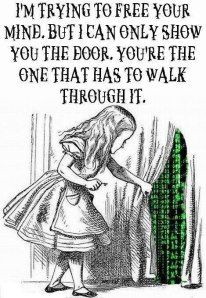 I'M TRYING TO FREE YOUR
MIND. BUT I CAN ONLY SHOW
YOU THE DOOR. YOU'RE THE
ONE THAT HAS TO WALK
THROUGH IT.